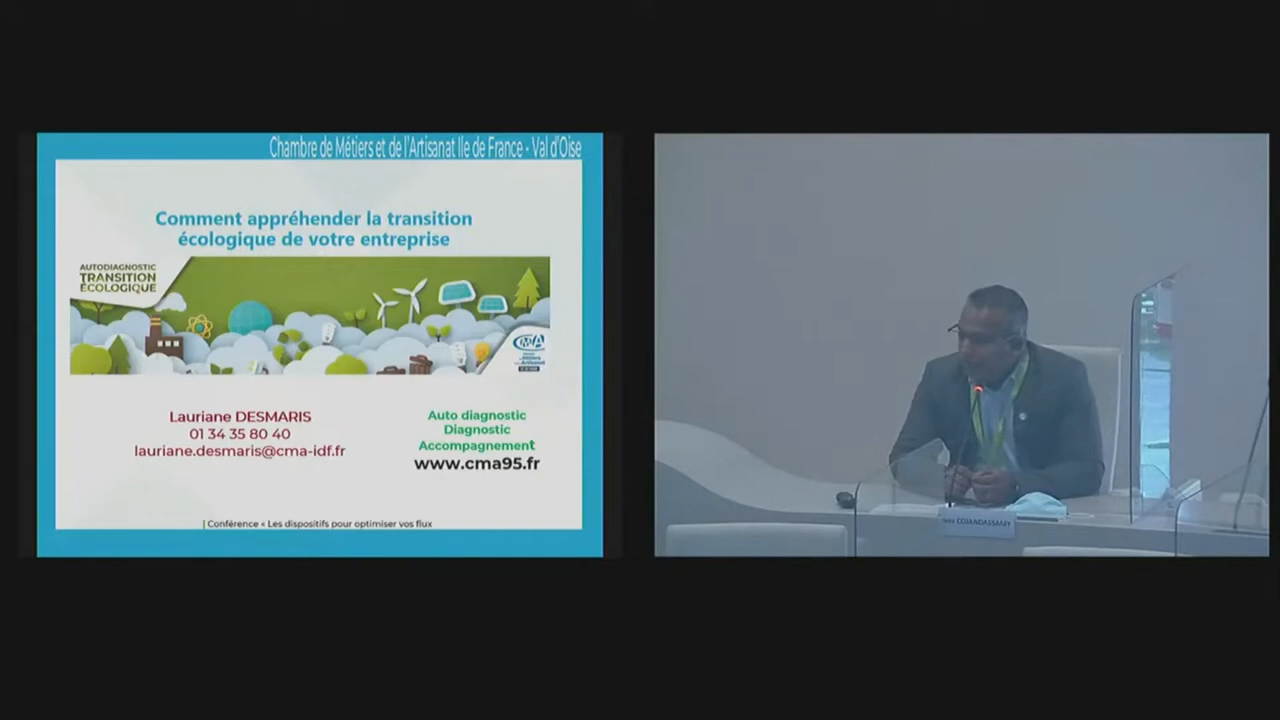 Chambre de Métiers et de l'Artisanat Ile de France - Val d'Oise
Comment appréhender la transition
écologique de votre entreprise
AUTODIAGNOSTIC
TRANSITION
ÉCOLOGIQUE
CMA
Lauriane DESMARIS
01 34 35 80 40
lauriane.desmaris@cma-idf.fr
Auto diagnostic
Diagnostic
Accompagnement
www.cma95.fr
| Conférence « Les dispositifs pour optimiser vos flux
COJANDASSAMY